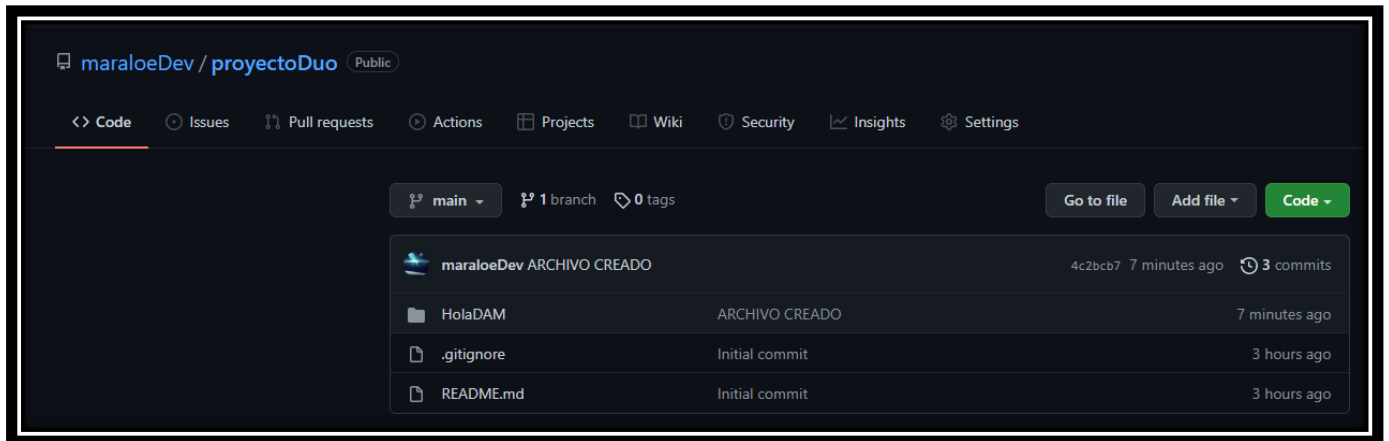 maraloeDev / proyectoDuo Public
Code Issues Pull requests Actions Projects Wiki Security Insights Settings
main 1 branch 0 tags Go to file Add file Code
maraloeDev ARCHIVO CREADO 4c2bcb7 7 minutes ago 3 commits
HolaDAM ARCHIVO CREADO 7 minutes ago
.gitignore Initial commit 3 hours ago
README.md Initial commit 3 hours ago